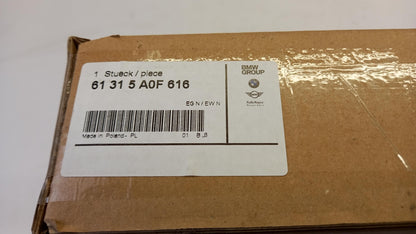 1 Stueck / piece
61 31 5 A0F 616
EG N / EW N
Made in Poland - PL 01
BMW
GROUP